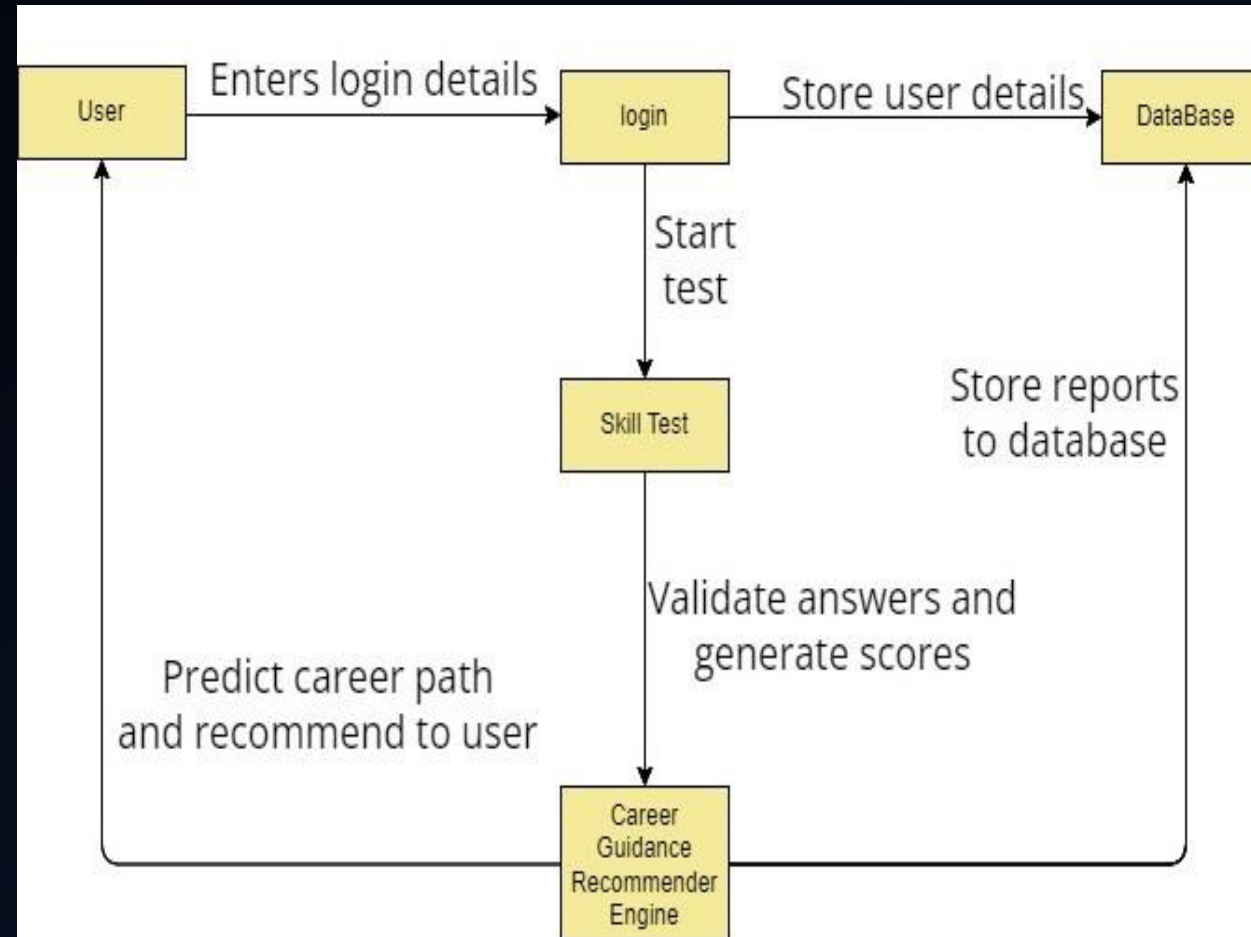 User
Enters login details
login
Store user details
DataBase
Start
test
Skill Test
Store reports
to database
Validate answers and
generate scores
Predict career path
and recommend to user
Career
Guidance
Recommender
Engine